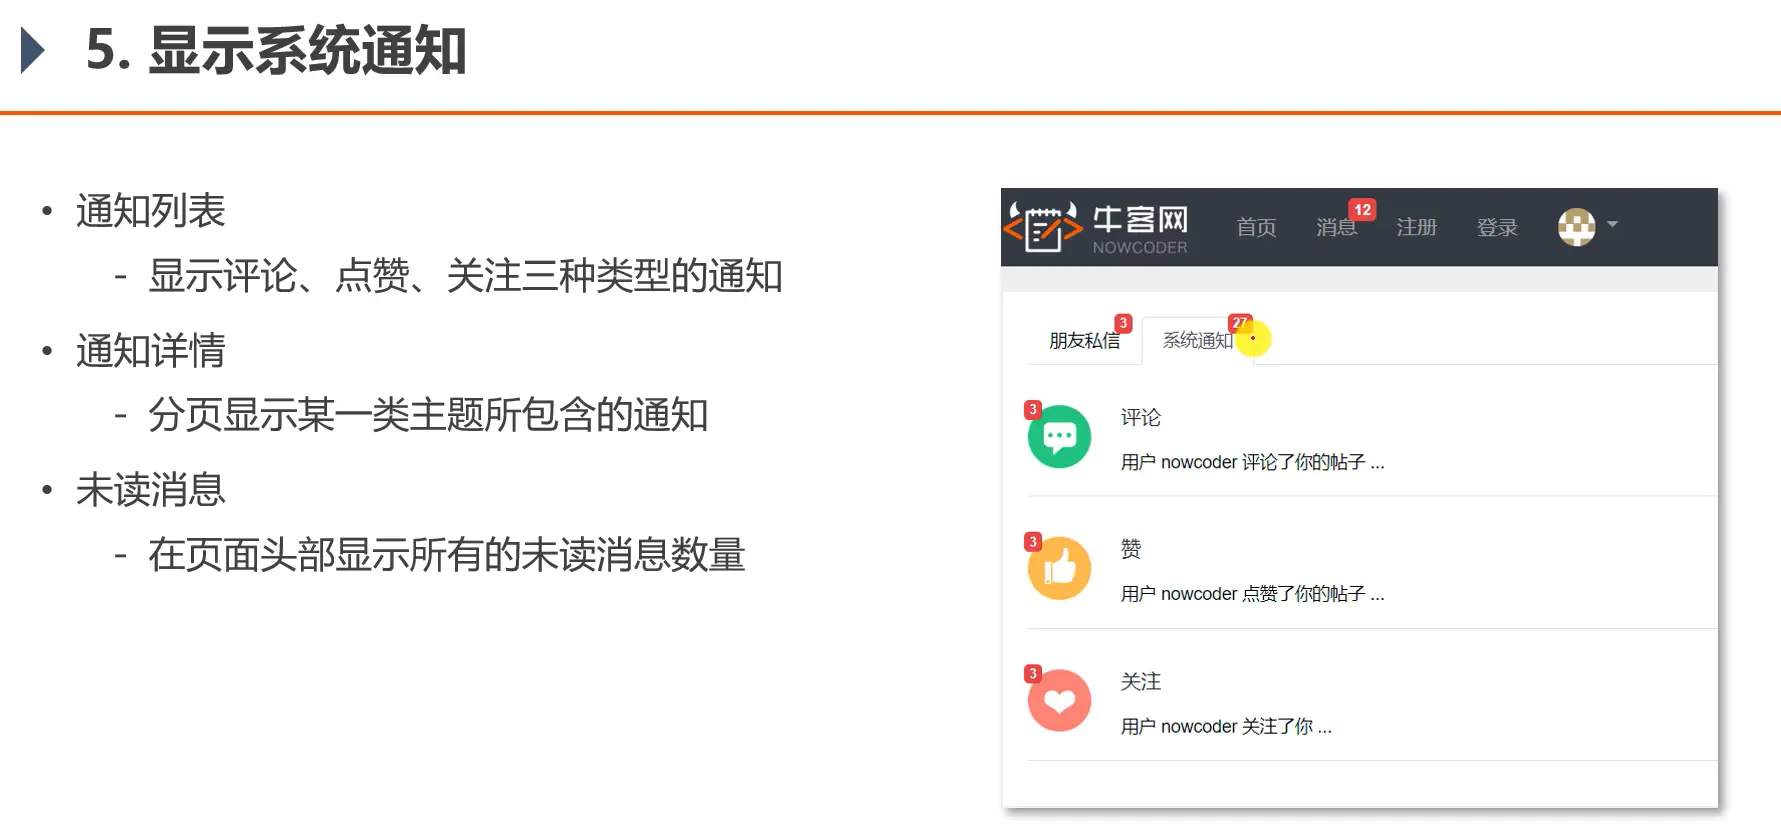 5. 显示系统通知
• 通知列表
- 显示评论、点赞、关注三种类型的通知
• 通知详情
- 分页显示某一类主题所包含的通知
• 未读消息
- 在页面头部显示所有的未读消息数量
牛客网
NOWCODER
首页 消息 12 注册 登录
朋友私信 3 系统通知 27
3 评论
用户 nowcoder 评论了你的帖子 ...
3 赞
用户 nowcoder 点赞了你的帖子 ...
3 关注
用户 nowcoder 关注了你 ...